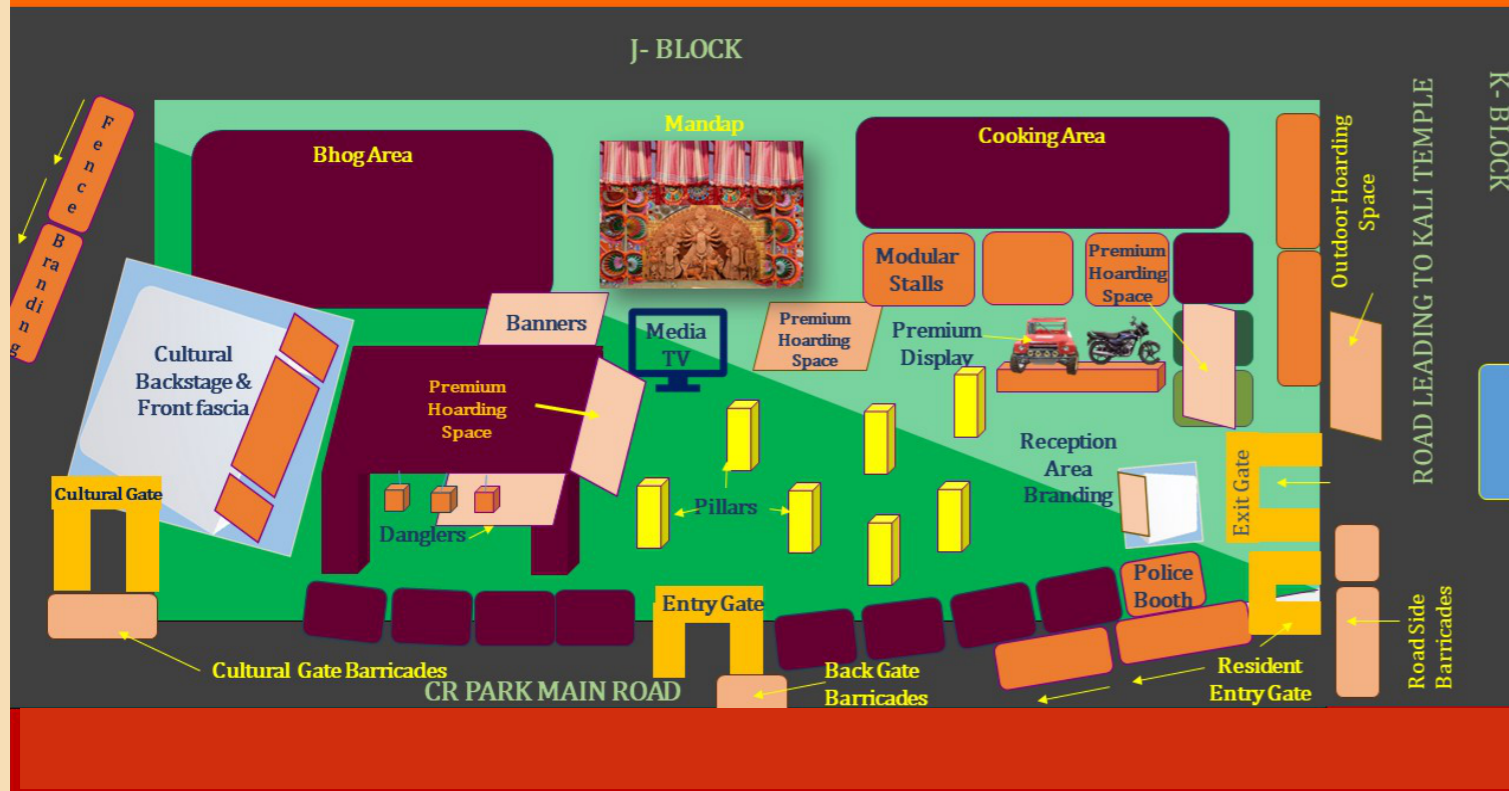 J- BLOCK
K- BLOCK
ROAD LEADING TO KALI TEMPLE
Outdoor Hoarding
Space
Fence
Branding
Bhog Area
Mandap
Cooking Area
Modular
Stalls
Premium
Hoarding
Space
Banners
Media
TV
Premium
Hoarding
Space
Premium
Display
Cultural
Backstage &
Front fascia
Premium
Hoarding
Space
Reception
Area
Branding
Exit Gate
Cultural Gate
Pillars
Danglers
Police
Booth
Entry Gate
Road Side
Barricades
Cultural Gate Barricades
Back Gate
Barricades
Resident
Entry Gate
CR PARK MAIN ROAD